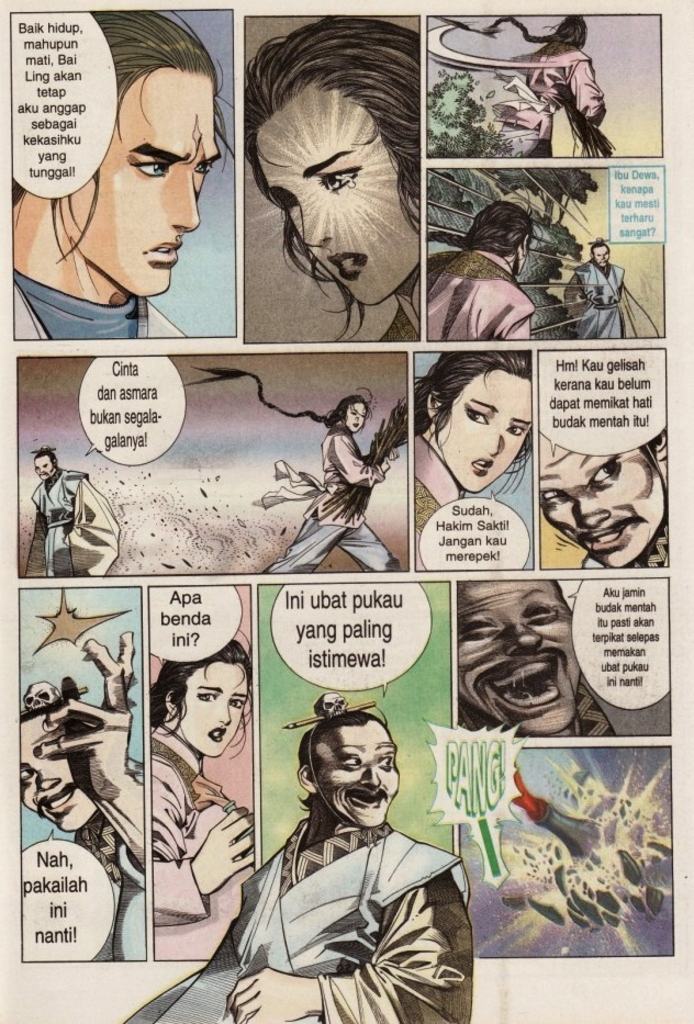 Baik hidup,
mahupun
mati, Bai
Ling akan
tetap
aku anggap
sebagai
kekasihku
yang
tunggal!
Ibu Dewa,
kenapa
kau mesti
terharu
sangat?
Cinta
dan asmara
bukan segala-
galanya!
Sudah,
Hakim Sakti!
Jangan kau
merepek!
Hm! Kau gelisah
kerana kau belum
dapat memikat hati
budak mentah itu!
Nah,
pakailah
ini
nanti!
Apa
benda
ini?
Ini ubat pukau
yang paling
istimewa!
Aku jamin
budak mentah
itu pasti akan
terpikat selepas
memakan
ubat pukau
ini nanti!
PANG!